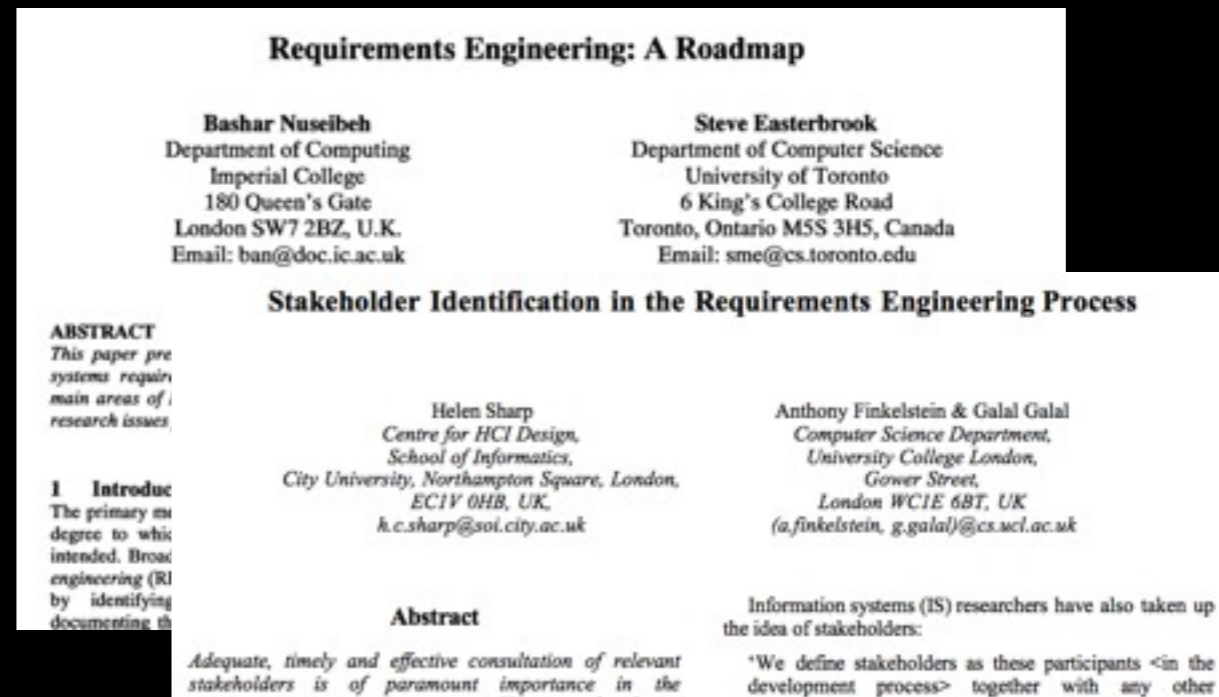 Requirements Engineering: A Roadmap
Bashar Nuseibeh
Department of Computing
Imperial College
180 Queen's Gate
London SW7 2BZ, U.K.
Email: ban@doc.ic.ac.uk
Steve Easterbrook
Department of Computer Science
University of Toronto
6 King's College Road
Toronto, Ontario M5S 3H5, Canada
Email: sme@cs.toronto.edu
ABSTRACT
This paper pre
systems requir
main areas of
research issues
1 Introduc
The primary me
degree to whic
intended. Broad
engineering (RE
by identifying
documenting th
Stakeholder Identification in the Requirements Engineering Process
Helen Sharp
Centre for HCI Design,
School of Informatics,
City University, Northampton Square, London,
EC1V 0HB, UK,
h.c.sharp@soi.city.ac.uk
Anthony Finkelstein & Galal Galal
Computer Science Department,
University College London,
Gower Street,
London WC1E 6BT, UK
(a.finkelstein, g.galal)@cs.ucl.ac.uk
Abstract
Adequate, timely and effective consultation of relevant
stakeholders is of paramount importance in the
Information systems (IS) researchers have also taken up
the idea of stakeholders:
"We define stakeholders as these participants <in the
development process> together with any other